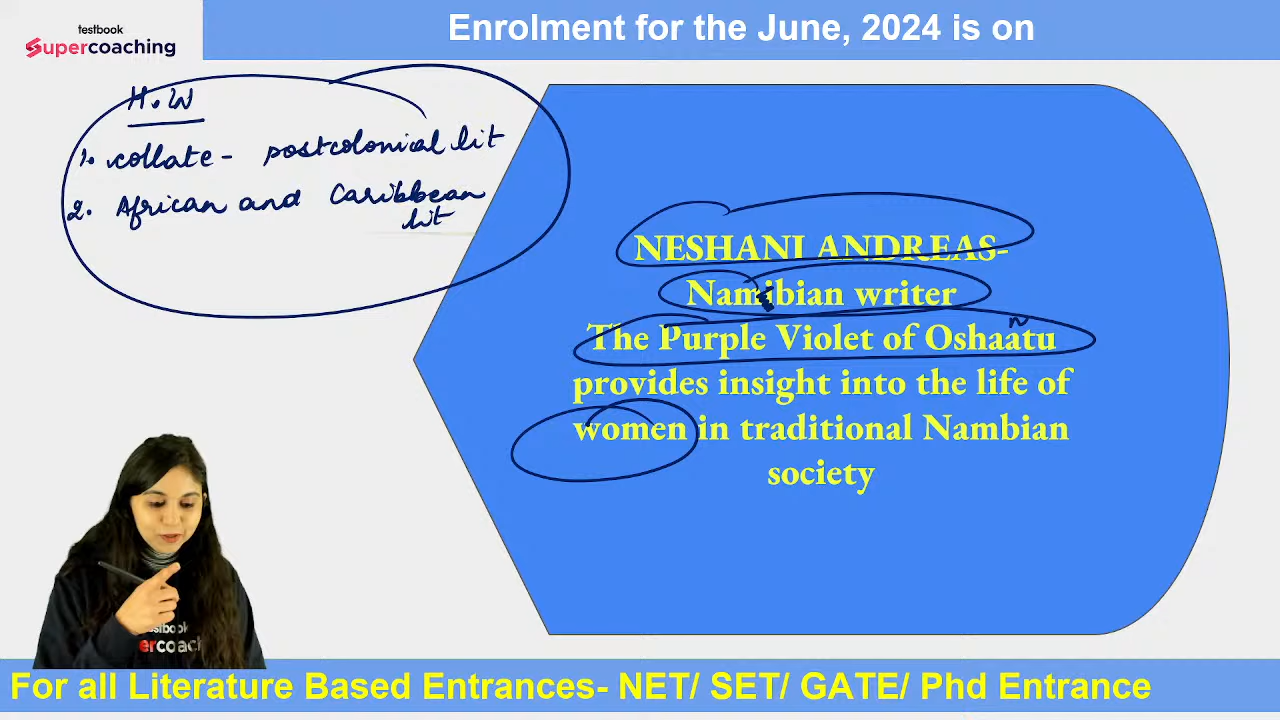 testbook
Supercoaching
Enrolment for the June, 2024 is on
H.W
1. collate - postcolonial lit
2. African and Caribbean
lit
NESHANI ANDREAS-
Namibian writer
n
The Purple Violet of Oshaatu
provides insight into the life of
women in traditional Nambian
society
testbook
ercoach
For all Literature Based Entrances- NET/ SET/ GATE/ Phd Entrance